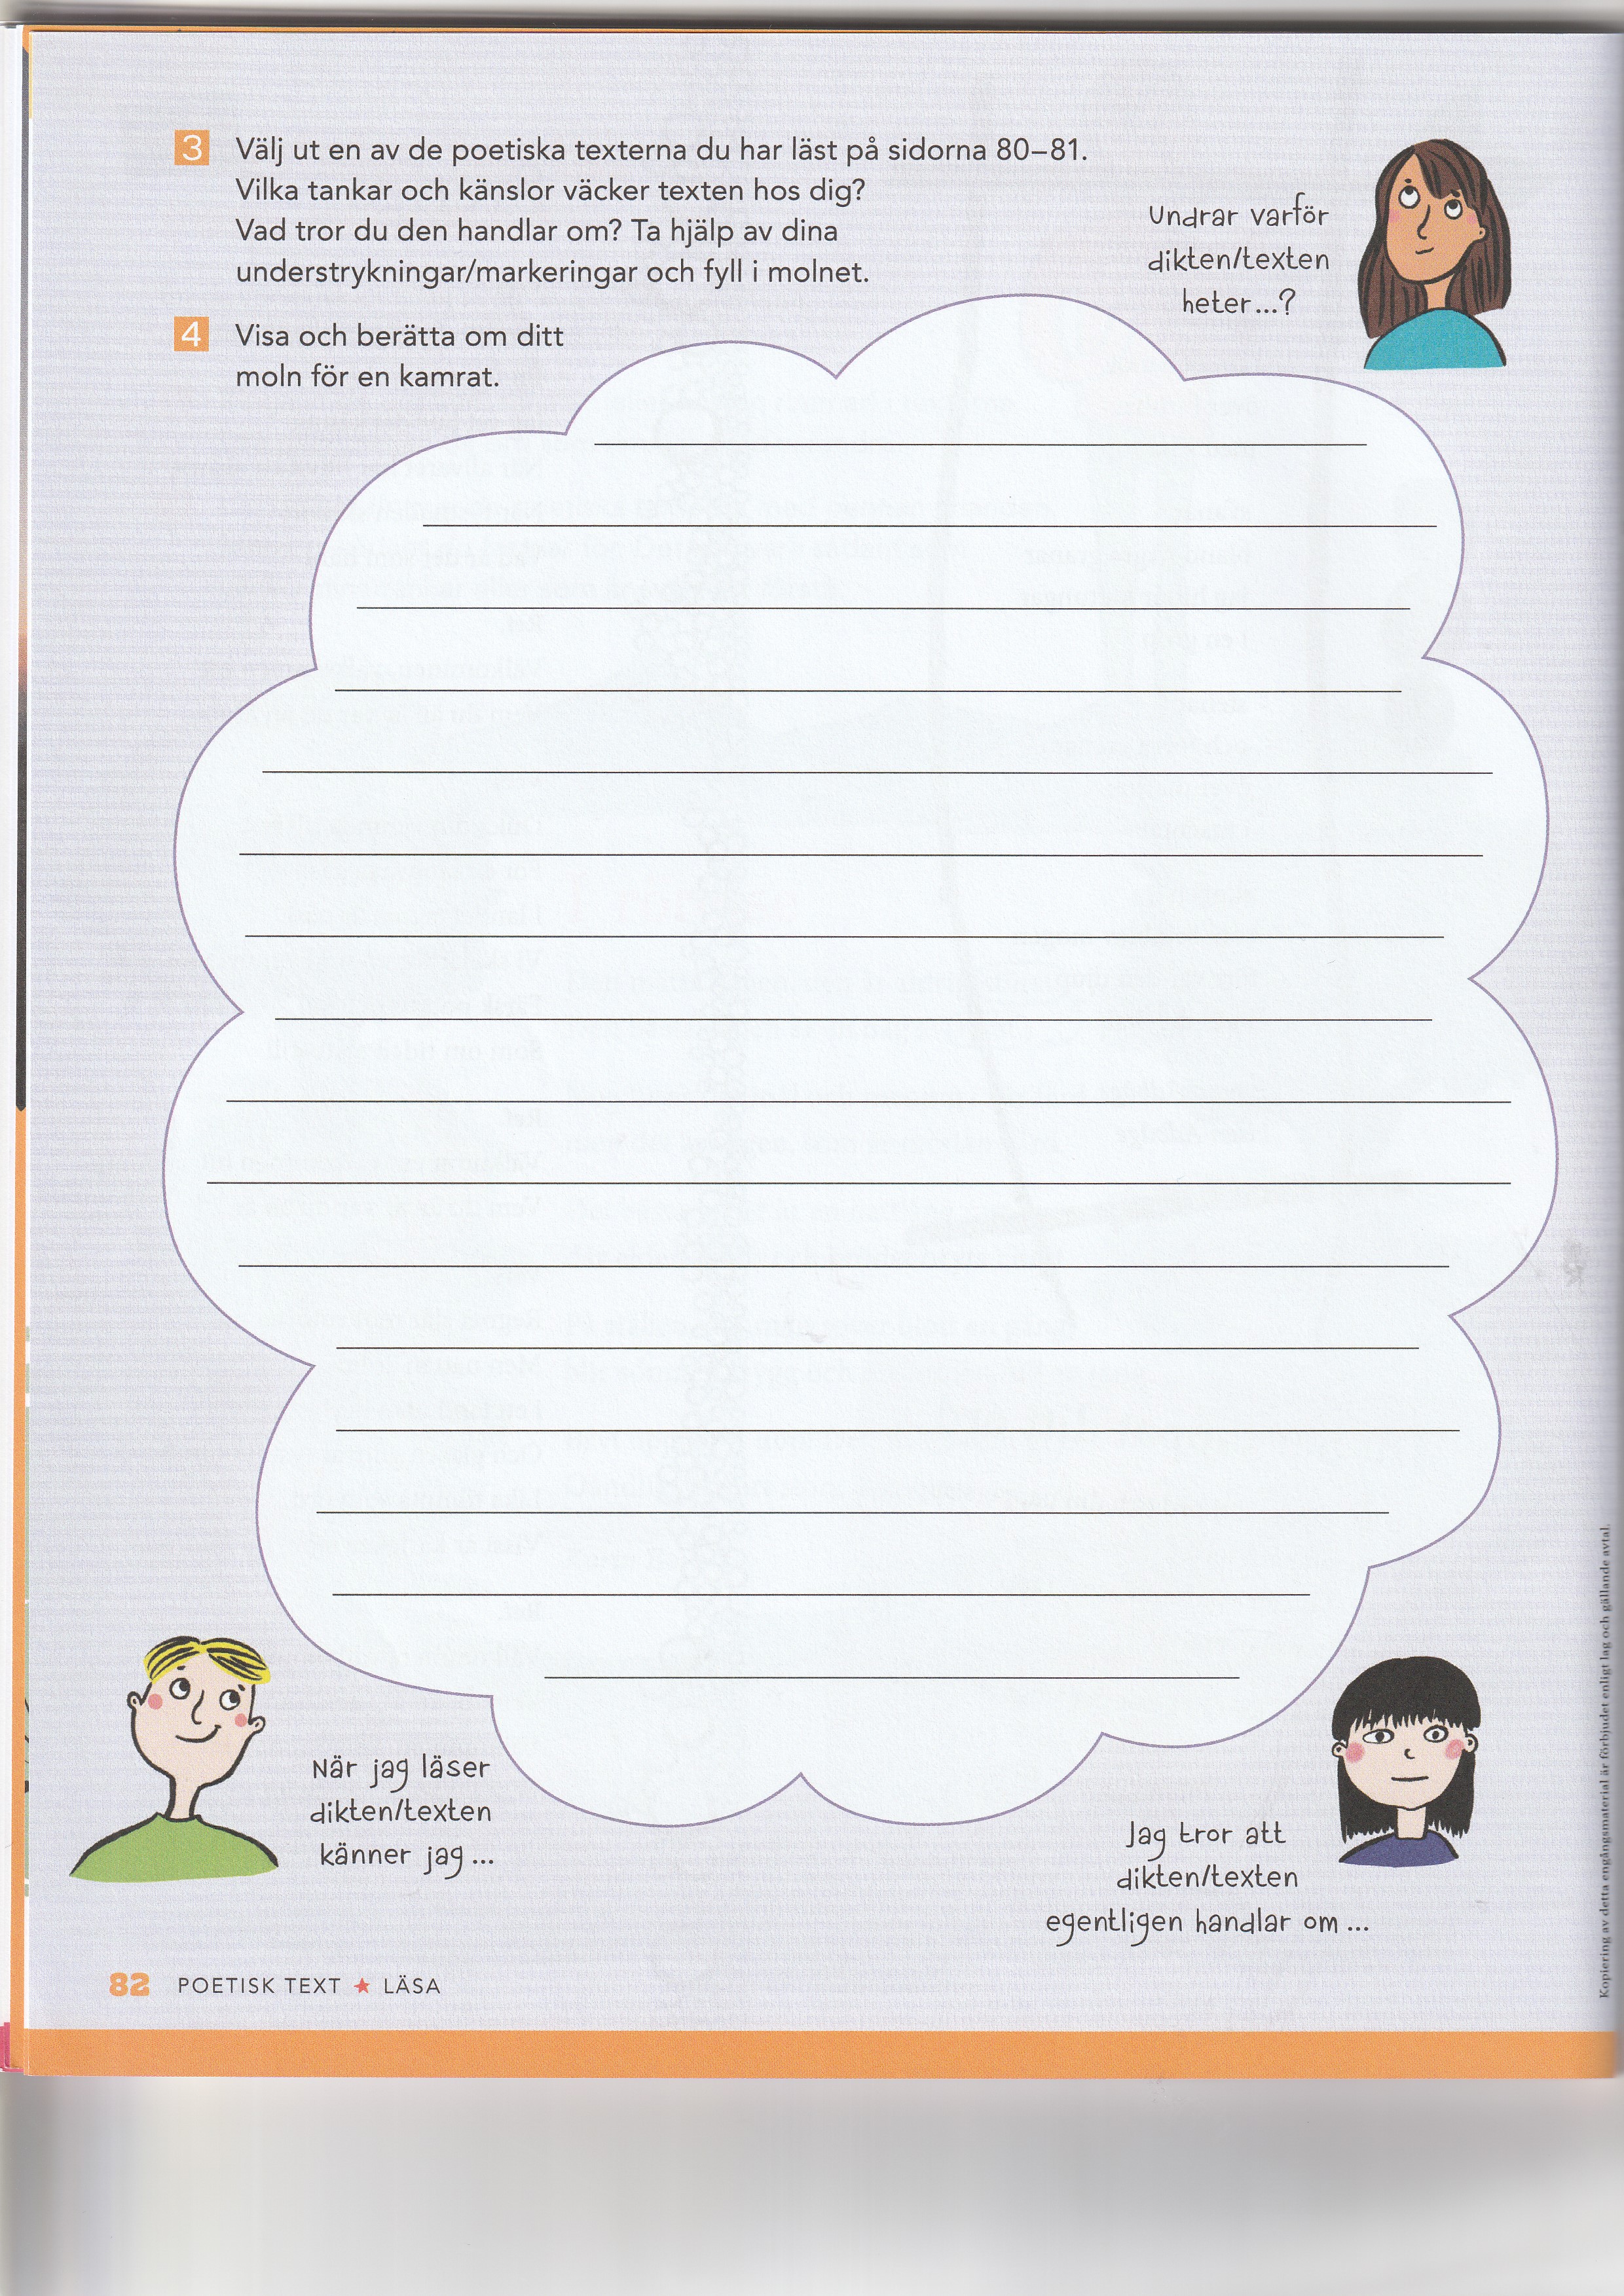 3 Välj ut en av de poetiska texterna du har läst på sidorna 80–81.
Vilka tankar och känslor väcker texten hos dig?
Vad tror du den handlar om? Ta hjälp av dina
understrykningar/markeringar och fyll i molnet.
4 Visa och berätta om ditt
moln för en kamrat.
Undrar varför
dikten/texten
heter...?
När jag läser
dikten/texten
känner jag ...
Jag tror att
dikten/texten
egentligen handlar om ...
82 POETISK TEXT ★ LÄSA
Kopiering av detta engångsmaterial är förbjudet enligt lag och gällande avtal.